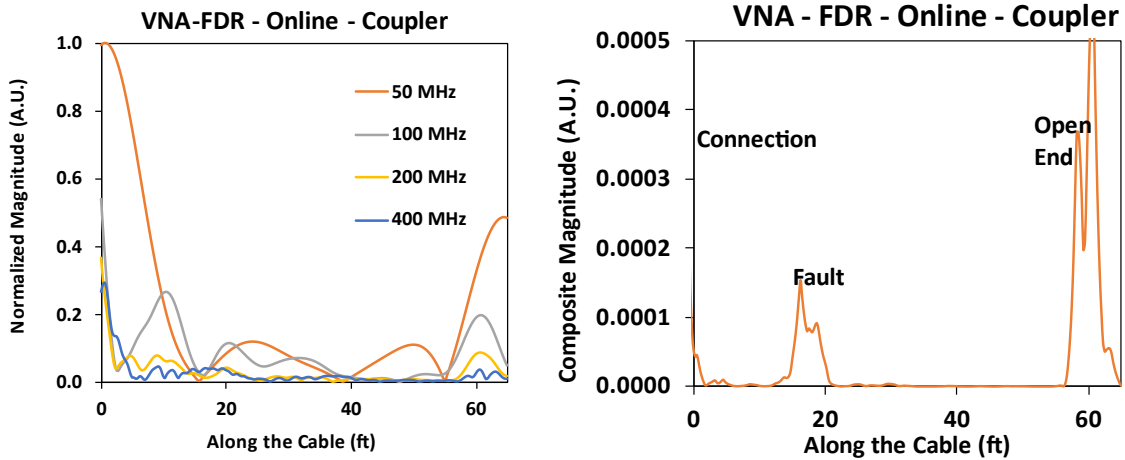 VNA-FDR - Online - Coupler
Normalized Magnitude (A.U.)
1.0
0.8
0.6
0.4
0.2
0.0
50 MHz
100 MHz
200 MHz
400 MHz
0
20
40
60
Along the Cable (ft)
VNA - FDR - Online - Coupler
Composite Magnitude (A.U.)
0.0005
0.0004
0.0003
0.0002
0.0001
0.0000
Connection
Fault
Open
End
0
20
40
60
Along the Cable (ft)